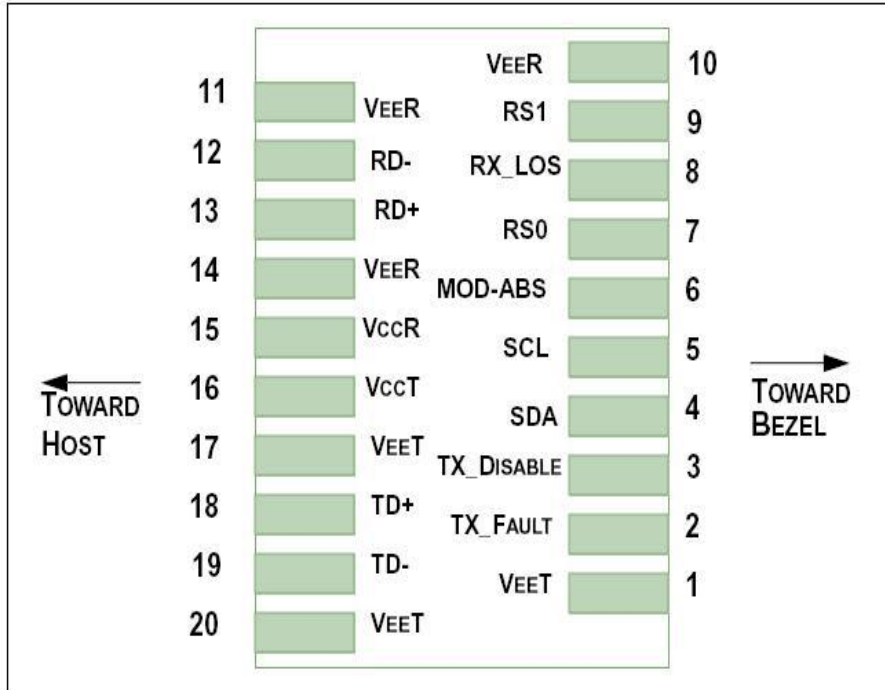 11
VEER
12
RD-
13
RD+
14
VEER
15
VCCR
16
VCCT
17
VEET
18
TD+
19
TD-
20
VEET
VEER
10
RS1
9
RX_LOS
8
RS0
7
MOD-ABS
6
SCL
5
SDA
4
TX_DISABLE
3
TX_FAULT
2
VEET
1
TOWARD
HOST
TOWARD
BEZEL